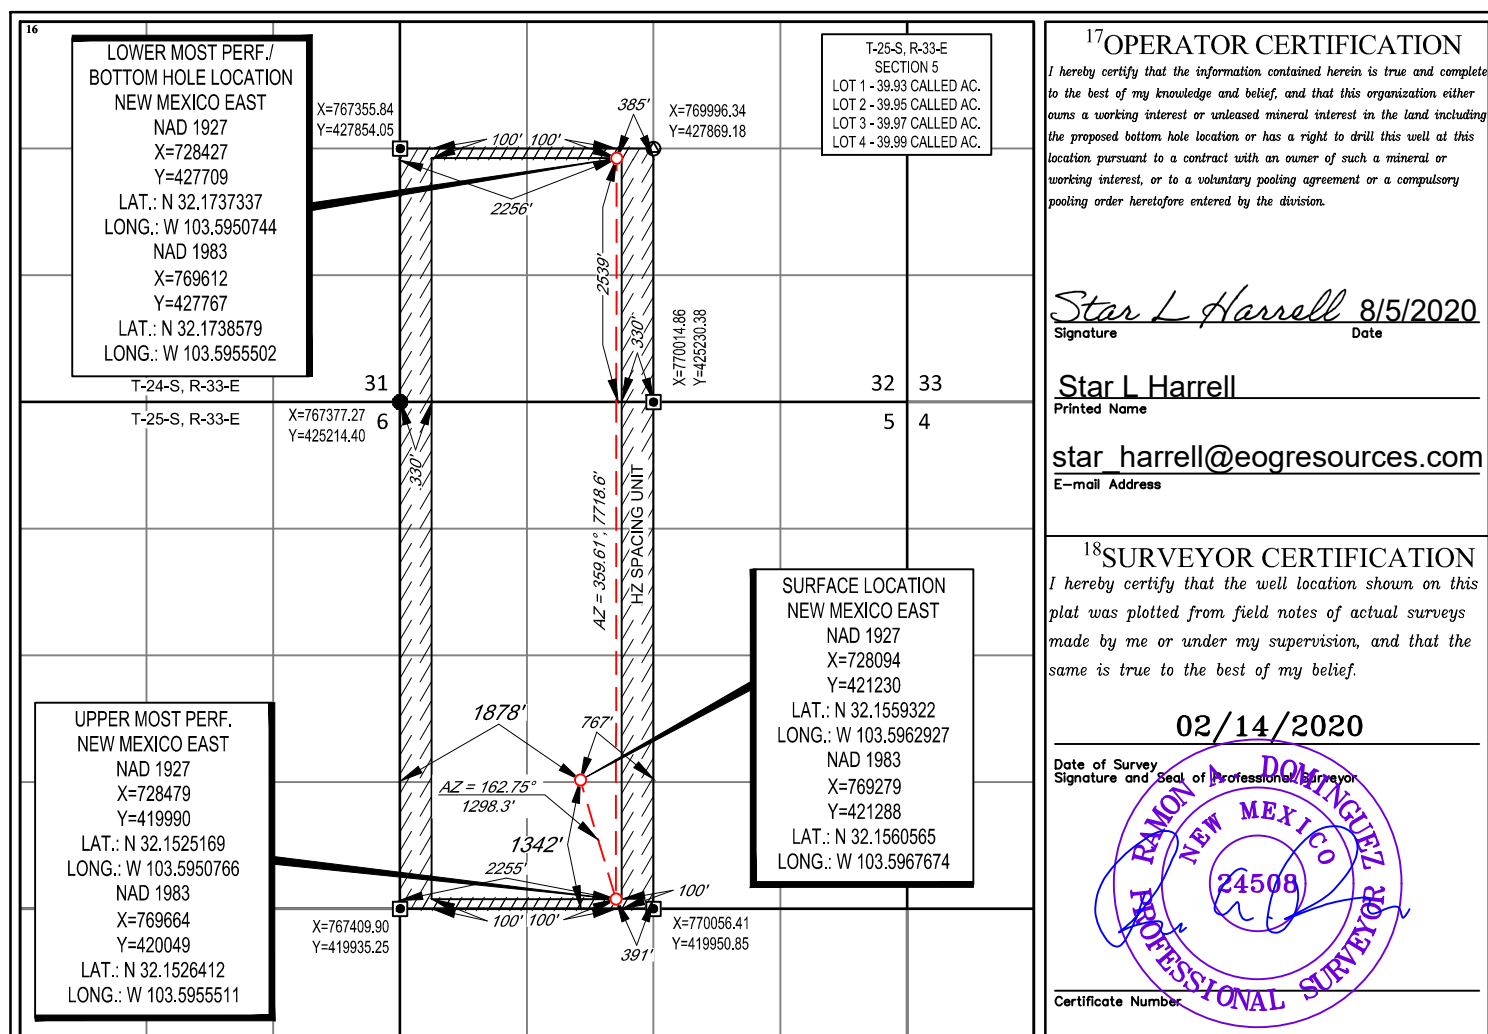 16
LOWER MOST PERF./
BOTTOM HOLE LOCATION
NEW MEXICO EAST
NAD 1927
X=728427
Y=427709
LAT.: N 32.1737337
LONG.: W 103.5950744
NAD 1983
X=769612
Y=427767
LAT.: N 32.1738579
LONG.: W 103.5955502
X=767355.84
Y=427854.05
385'
X=769996.34
Y=427869.18
T-25-S, R-33-E
SECTION 5
LOT 1 - 39.93 CALLED AC.
LOT 2 - 39.95 CALLED AC.
LOT 3 - 39.97 CALLED AC.
LOT 4 - 39.99 CALLED AC.
100' 100'
2256'
2539'
330'
X=770014.86
Y=425230.38
T-24-S, R-33-E
31
32 33
T-25-S, R-33-E
6
5 4
X=767377.27
Y=425214.40
330'
AZ = 359.61°, 7718.6'
HZ SPACING UNIT
SURFACE LOCATION
NEW MEXICO EAST
NAD 1927
X=728094
Y=421230
LAT.: N 32.1559322
LONG.: W 103.5962927
NAD 1983
X=769279
Y=421288
LAT.: N 32.1560565
LONG.: W 103.5967674
1878'
767'
AZ = 162.75°
1298.3'
1342'
UPPER MOST PERF.
NEW MEXICO EAST
NAD 1927
X=728479
Y=419990
LAT.: N 32.1525169
LONG.: W 103.5950766
NAD 1983
X=769664
Y=420049
LAT.: N 32.1526412
LONG.: W 103.5955511
2255'
100'
100' 100'
X=767409.90
Y=419935.25
391'
X=770056.41
Y=419950.85
17OPERATOR CERTIFICATION
I hereby certify that the information contained herein is true and complete
to the best of my knowledge and belief, and that this organization either
owns a working interest or unleased mineral interest in the land including
the proposed bottom hole location or has a right to drill this well at this
location pursuant to a contract with an owner of such a mineral or
working interest, or to a voluntary pooling agreement or a compulsory
pooling order heretofore entered by the division.
Star L Harrell 8/5/2020
Signature Date
Star L Harrell
Printed Name
star_harrell@eogresources.com
E-mail Address
18SURVEYOR CERTIFICATION
I hereby certify that the well location shown on this
plat was plotted from field notes of actual surveys
made by me or under my supervision, and that the
same is true to the best of my belief.
02/14/2020
Date of Survey
Signature and Seal of Professional Surveyor
RAMON A. DOMINGUEZ
NEW MEXICO
24508
PROFESSIONAL SURVEYOR
Certificate Number